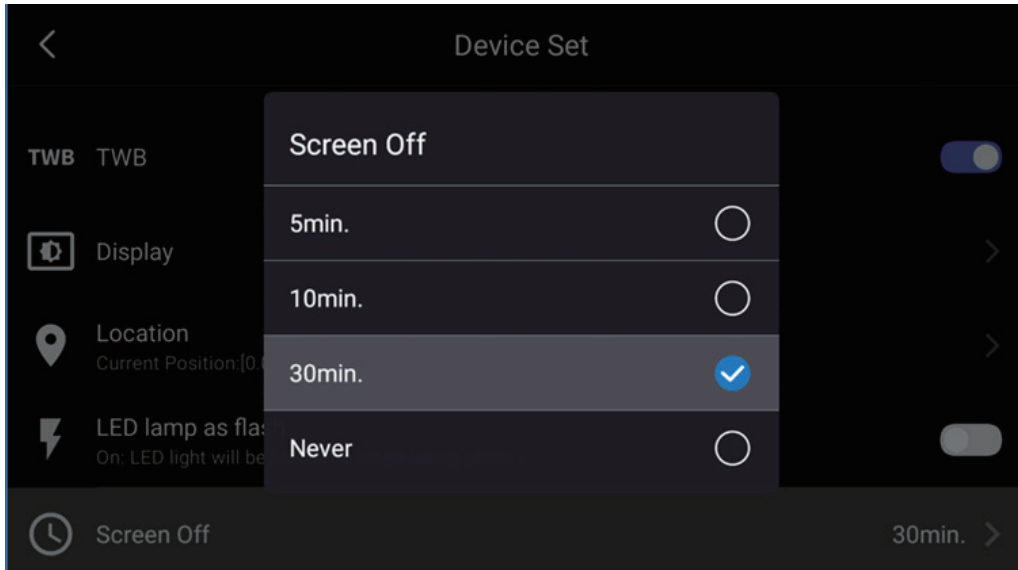 Device Set
TWB TWB
Display
Location
Current Position:[0.
LED lamp as flas
On: LED light will be
Screen Off
30min.
Screen Off
5min.
10min.
30min.
Never